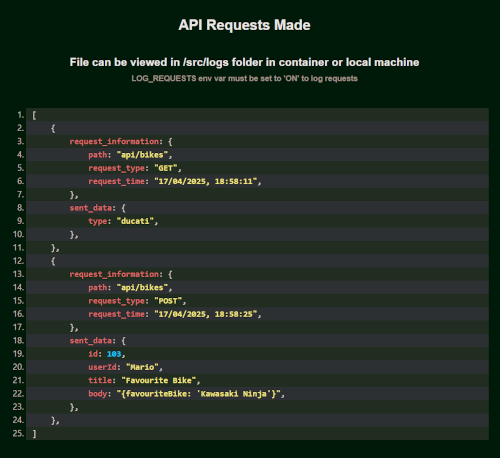 API Requests Made
File can be viewed in /src/logs folder in container or local machine
LOG_REQUESTS env var must be set to 'ON' to log requests
1. [
2. {
3. request_information: {
4. path: "api/bikes",
5. request_type: "GET",
6. request_time: "17/04/2025, 18:58:11",
7. },
8. sent_data: {
9. type: "ducati",
10. },
11. },
12. {
13. request_information: {
14. path: "api/bikes",
15. request_type: "POST",
16. request_time: "17/04/2025, 18:58:25",
17. },
18. sent_data: {
19. id: 103,
20. userId: "Mario",
21. title: "Favourite Bike",
22. body: "{favouriteBike: 'Kawasaki Ninja'}",
23. },
24. },
25. ]